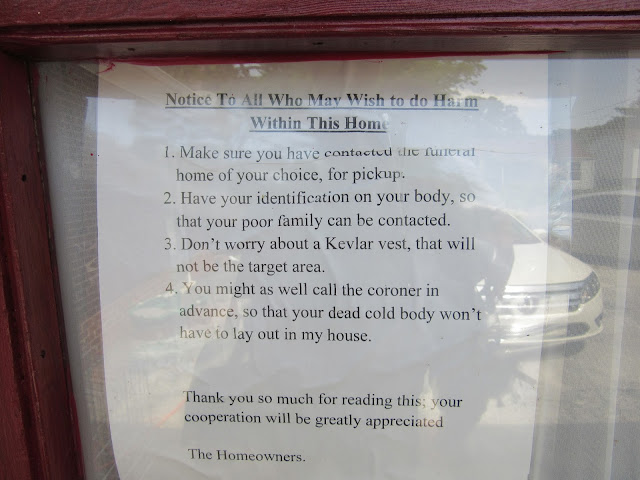 Notice To All Who May Wish to do Harm
Within This Home
1. Make sure you have contacted the funeral
home of your choice, for pickup.
2. Have your identification on your body, so
that your poor family can be contacted.
3. Don't worry about a Kevlar vest, that will
not be the target area.
4. You might as well call the coroner in
advance, so that your dead cold body won't
have to lay out in my house.
Thank you so much for reading this; your
cooperation will be greatly appreciated
The Homeowners.